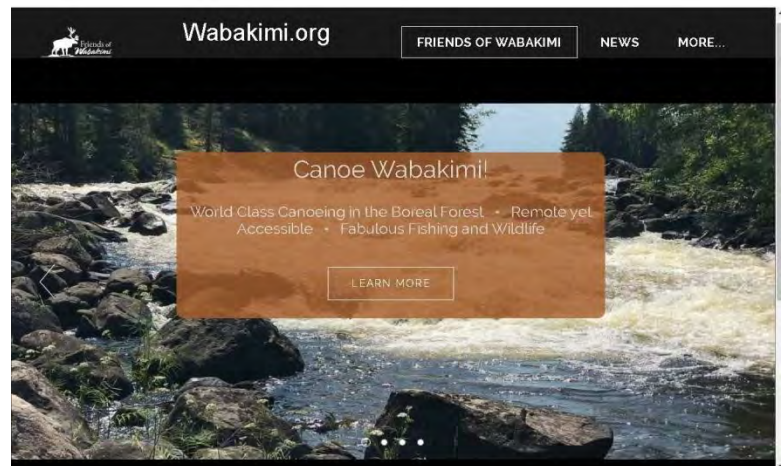 Friends of
Wabakimi
Wabakimi.org
FRIENDS OF WABAKIMI
NEWS
MORE...
Canoe Wabakimi!
World Class Canoeing in the Boreal Forest • Remote yet
Accessible • Fabulous Fishing and Wildlife
LEARN MORE